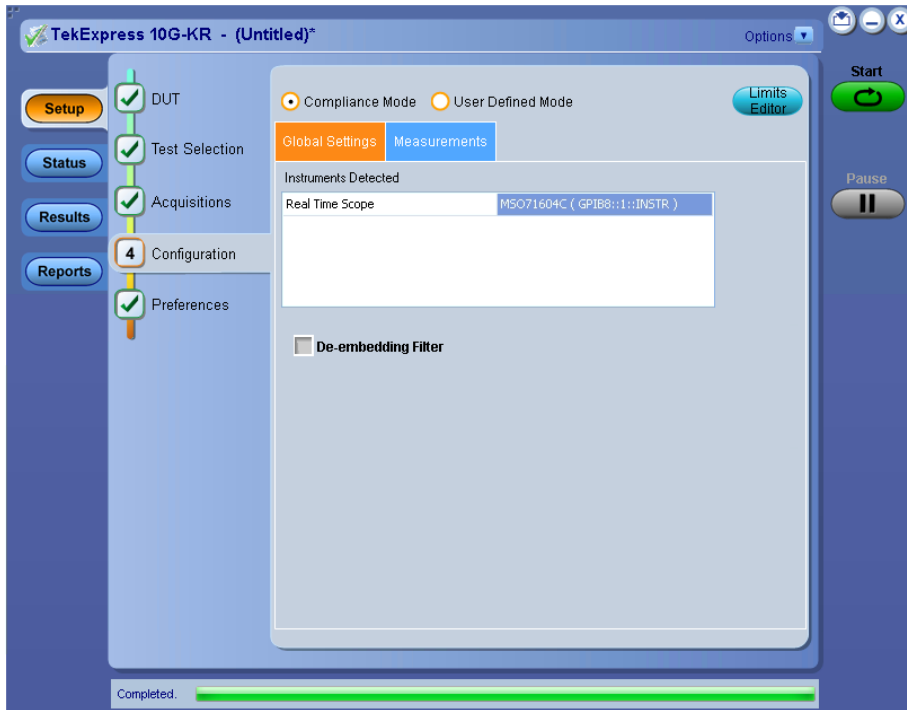 TekExpress 10G-KR - (Untitled)*
Options
Start
Pause
Setup
Status
Results
Reports
DUT
Test Selection
Acquisitions
4 Configuration
Preferences
Compliance Mode
User Defined Mode
Limits
Editor
Global Settings
Measurements
Instruments Detected
Real Time Scope
MSO71604C ( GPIB8::1::INSTR )
De-embedding Filter
Completed.